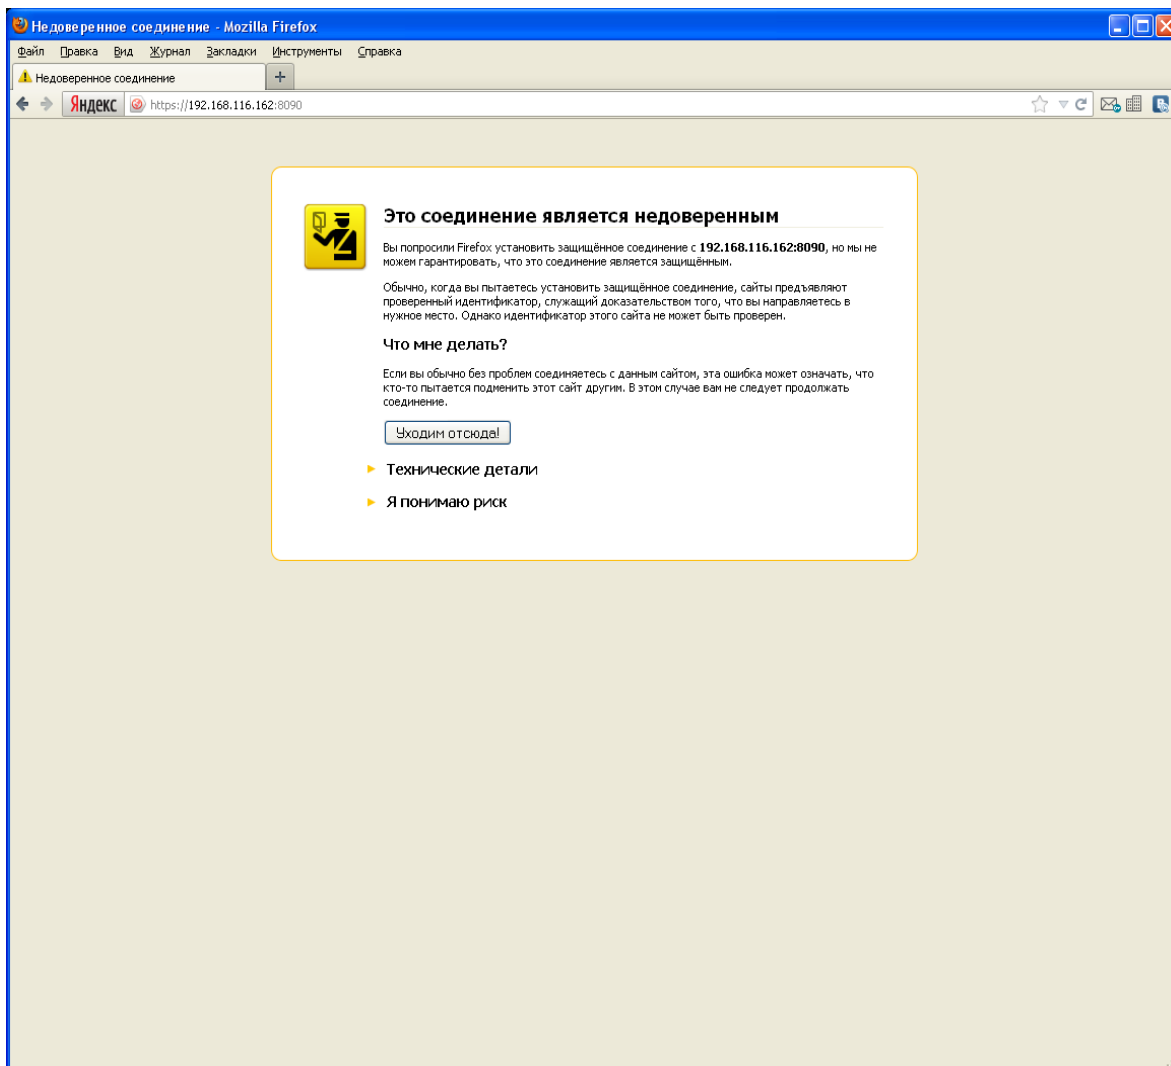 Недоверенное соединение - Mozilla Firefox
Файл Правка Вид Журнал Закладки Инструменты Справка
Недоверенное соединение
Яндекс https://192.168.116.162:8090
Это соединение является недоверенным
Вы попросили Firefox установить защищённое соединение с 192.168.116.162:8090, но мы не
можем гарантировать, что это соединение является защищённым.
Обычно, когда вы пытаетесь установить защищённое соединение, сайты предъявляют
проверенный идентификатор, служащий доказательством того, что вы направляетесь в
нужное место. Однако идентификатор этого сайта не может быть проверен.
Что мне делать?
Если вы обычно без проблем соединяетесь с данным сайтом, эта ошибка может означать, что
кто-то пытается подменить этот сайт другим. В этом случае вам не следует продолжать
соединение.
Уходим отсюда!
Технические детали
Я понимаю риск